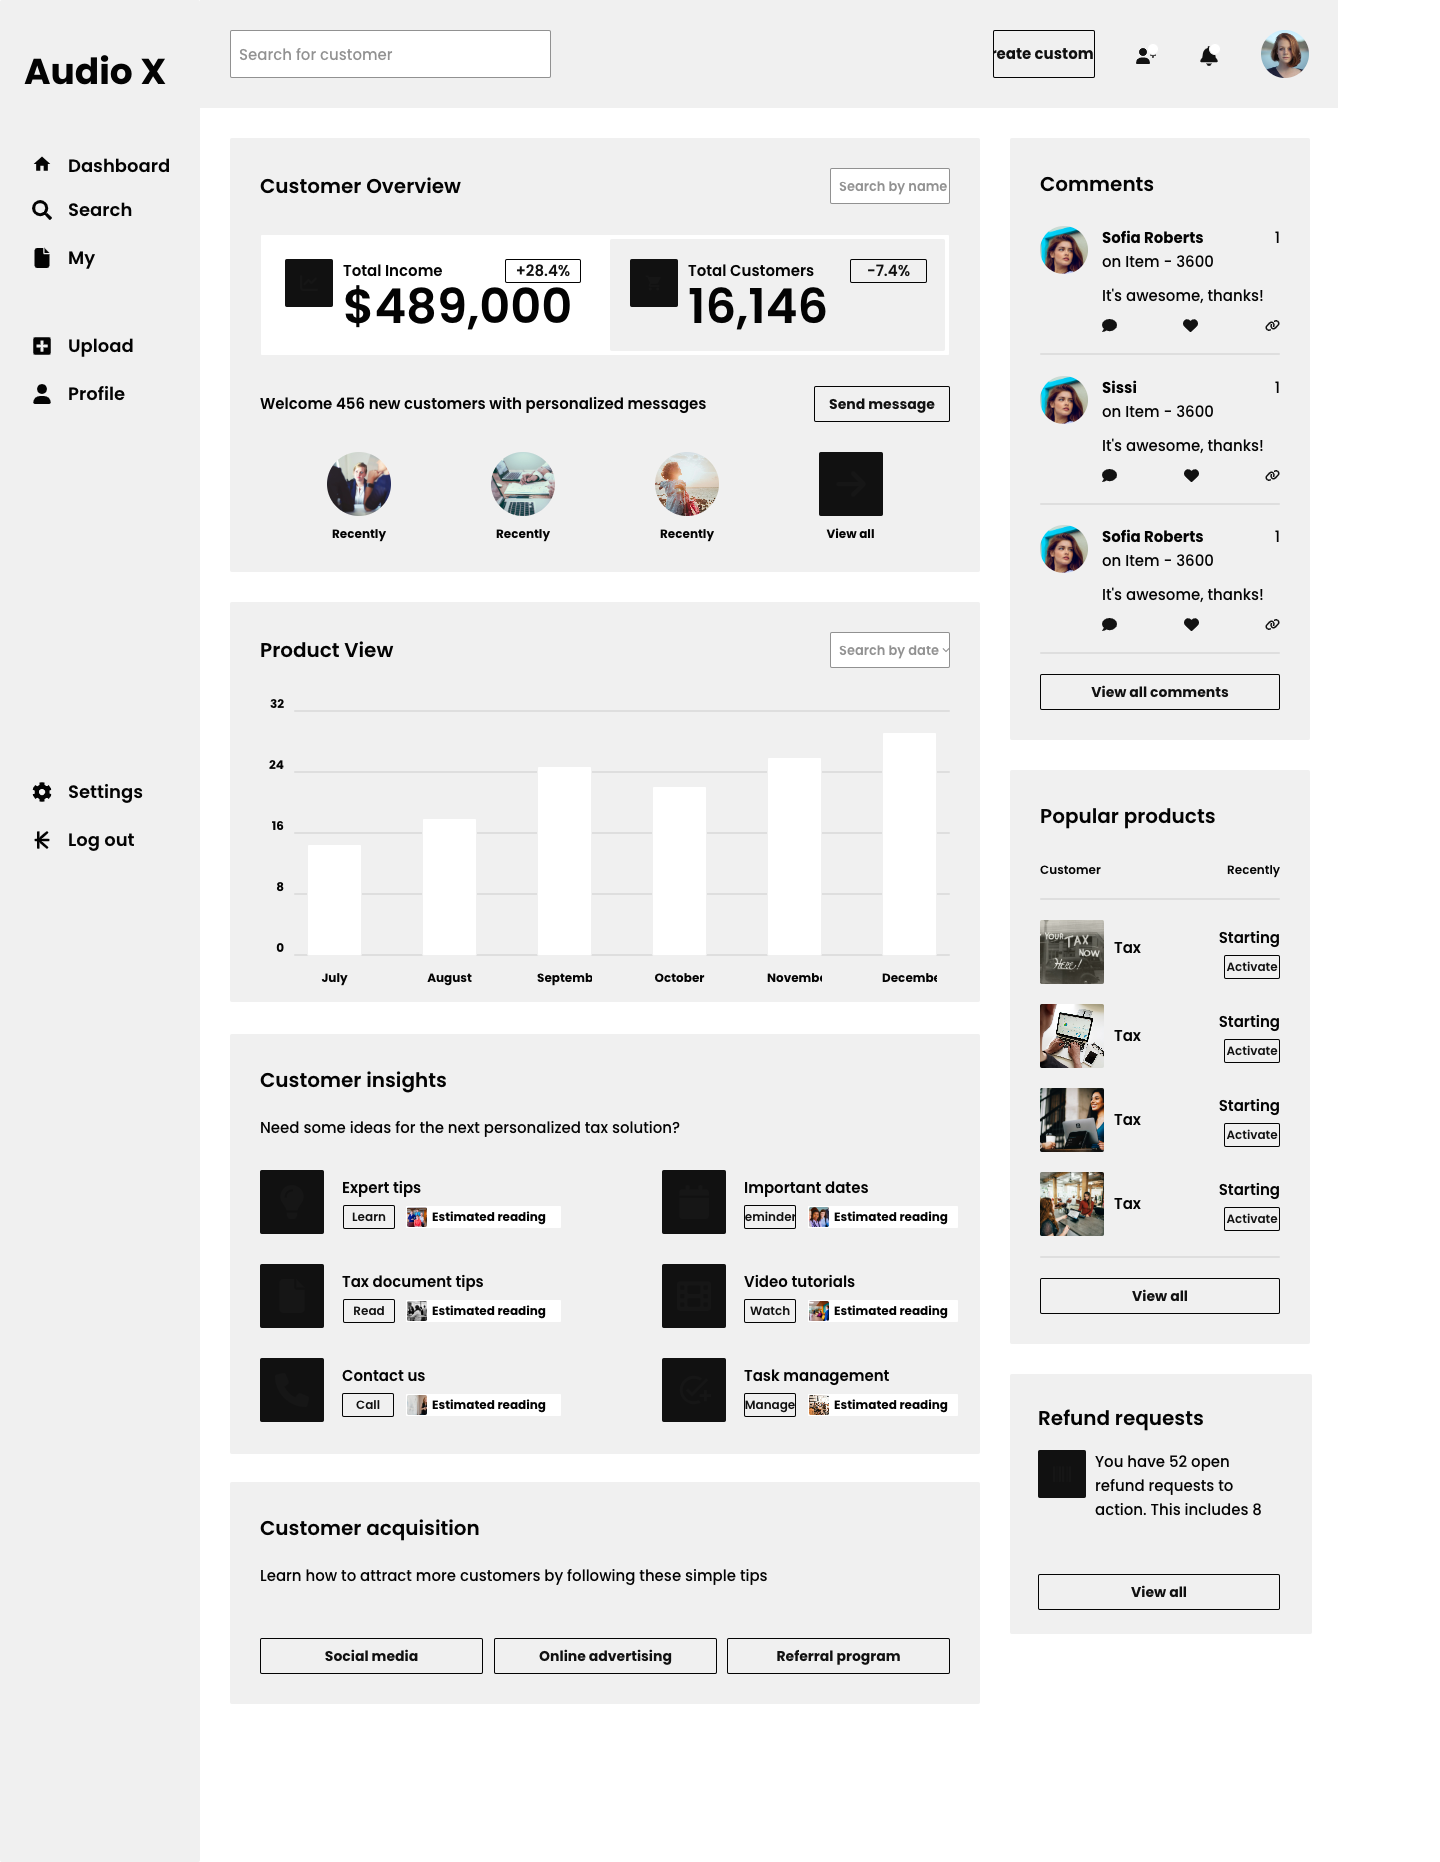 Audio X
Dashboard
Search
My
Upload
Profile
Settings
Log out
Search for customer
reate custom
Customer Overview
Search by name
Total Income
+28.4%
$489,000
Total Customers
-7.4%
16,146
Welcome 456 new customers with personalized messages
Send message
Recently
Recently
Recently
View all
Product View
Search by date
32
24
16
8
0
July
August
Septemb
October
Novembe
Decembe
Customer insights
Need some ideas for the next personalized tax solution?
Expert tips
Learn
Estimated reading
Important dates
eminder
Estimated reading
Tax document tips
Read
Estimated reading
Video tutorials
Watch
Estimated reading
Contact us
Call
Estimated reading
Task management
Manage
Estimated reading
Customer acquisition
Learn how to attract more customers by following these simple tips
Social media
Online advertising
Referral program
Comments
Sofia Roberts
1
on Item - 3600
It's awesome, thanks!
Sissi
1
on Item - 3600
It's awesome, thanks!
Sofia Roberts
1
on Item - 3600
It's awesome, thanks!
View all comments
Popular products
Customer
Recently
YOUR TAX
NOW
Here!
Tax
Starting
Activate
Tax
Starting
Activate
Tax
Starting
Activate
Tax
Starting
Activate
View all
Refund requests
You have 52 open
refund requests to
action. This includes 8
View all